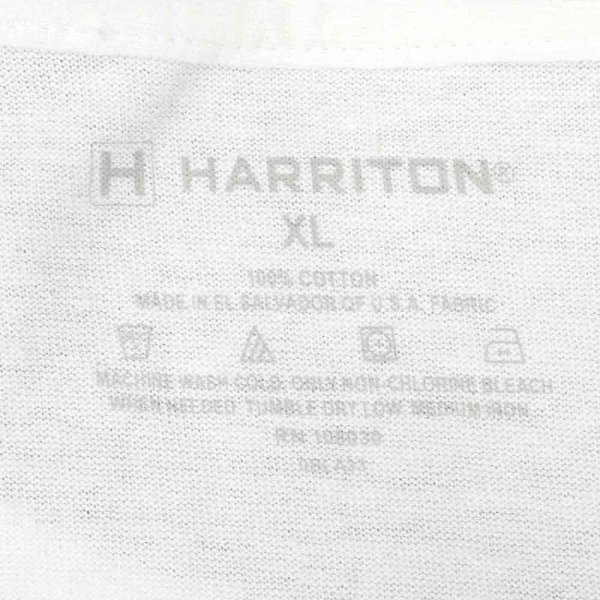 H HARRITON®
XL
100% COTTON
MADE IN EL SALVADOR OF U.S.A. FABRIC
MACHINE WASH COLD. ONLY NON-CHLORINE BLEACH
WHEN NEEDED. TUMBLE DRY LOW. MEDIUM IRON.
RN 108030